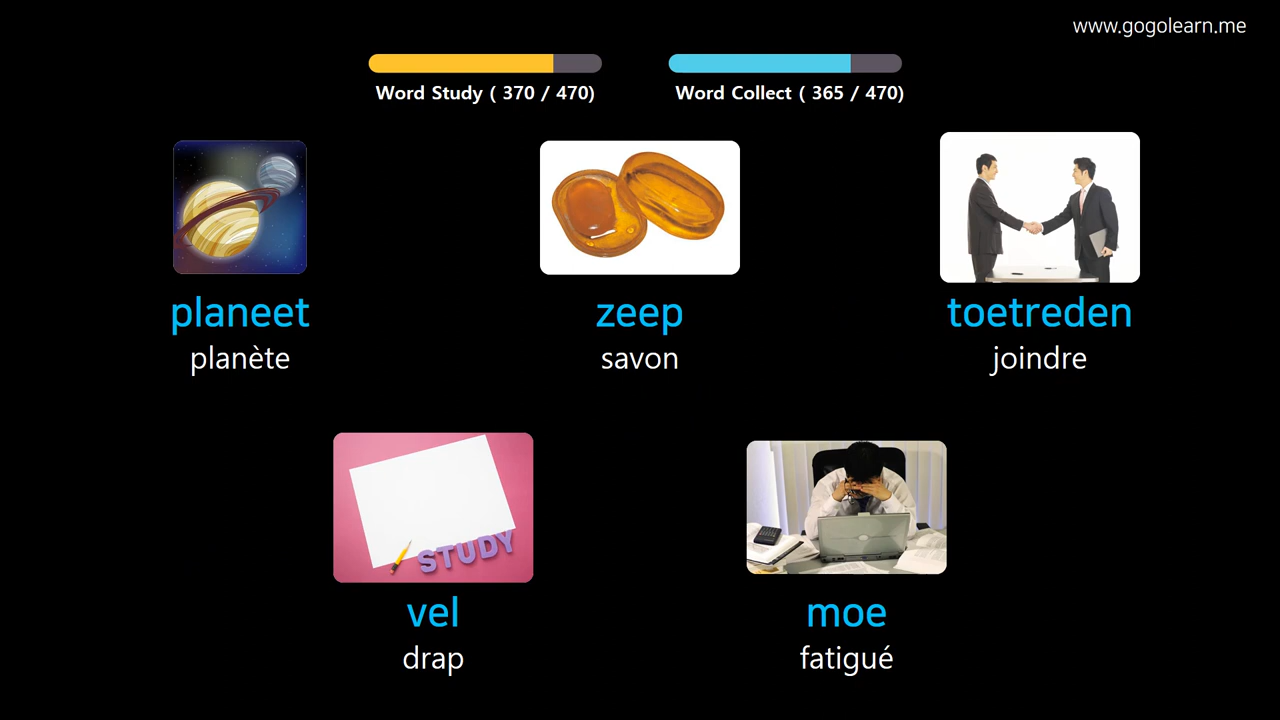 www.gogolearn.me
Word Study ( 370 / 470)
Word Collect ( 365 / 470)
planeet
planète
zeep
savon
toetreden
joindre
STUDY
vel
drap
moe
fatigué